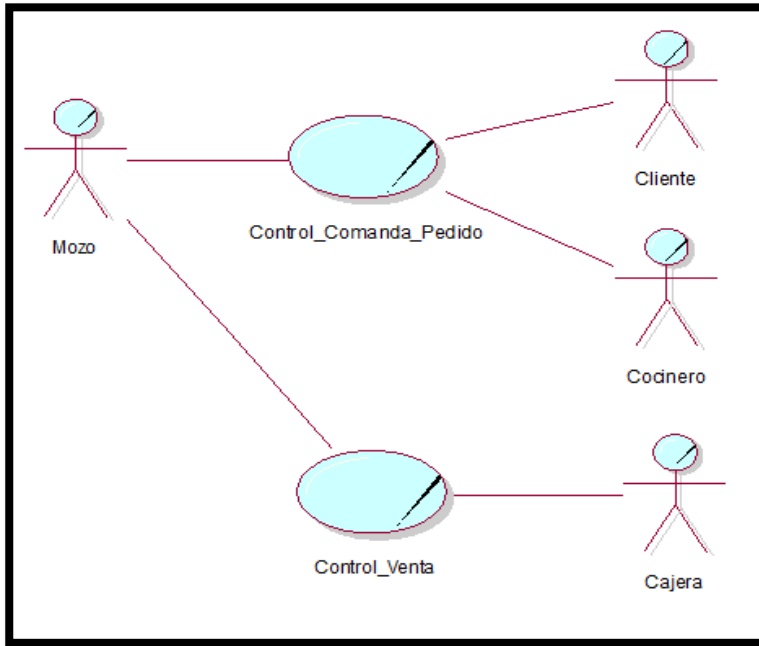 Cliente
Control_Comanda_Pedido
Mozo
Cocinero
Control_Venta
Cajera